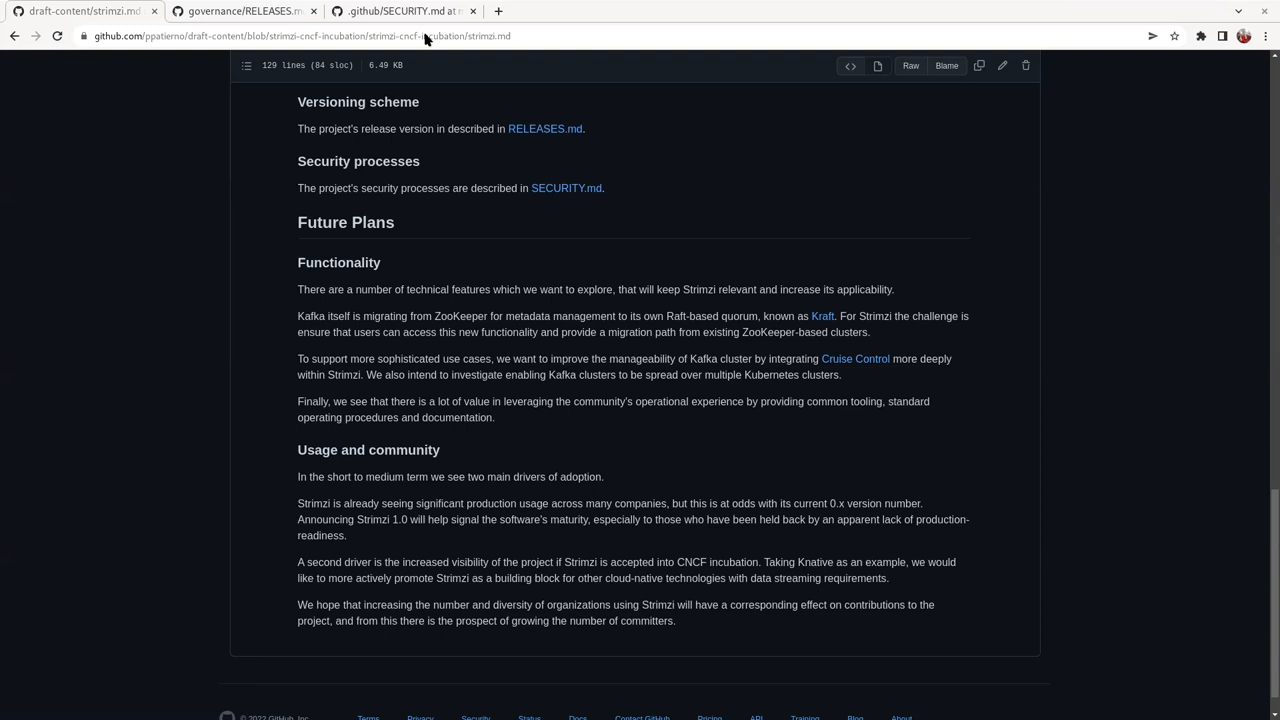 draft-content/strimzi.md
governance/RELEASES.m
.github/SECURITY.md at m
github.com/ppatierno/draft-content/blob/strimzi-cncf-incubation/strimzi-cncf-incubation/strimzi.md
129 lines (84 sloc) 6.49 KB
Raw Blame
Versioning scheme
The project's release version in described in RELEASES.md.
Security processes
The project's security processes are described in SECURITY.md.
Future Plans
Functionality
There are a number of technical features which we want to explore, that will keep Strimzi relevant and increase its applicability.
Kafka itself is migrating from ZooKeeper for metadata management to its own Raft-based quorum, known as Kraft. For Strimzi the challenge is
ensure that users can access this new functionality and provide a migration path from existing ZooKeeper-based clusters.
To support more sophisticated use cases, we want to improve the manageability of Kafka cluster by integrating Cruise Control more deeply
within Strimzi. We also intend to investigate enabling Kafka clusters to be spread over multiple Kubernetes clusters.
Finally, we see that there is a lot of value in leveraging the community's operational experience by providing common tooling, standard
operating procedures and documentation.
Usage and community
In the short to medium term we see two main drivers of adoption.
Strimzi is already seeing significant production usage across many companies, but this is at odds with its current 0.x version number.
Announcing Strimzi 1.0 will help signal the software's maturity, especially to those who have been held back by an apparent lack of production-
readiness.
A second driver is the increased visibility of the project if Strimzi is accepted into CNCF incubation. Taking Knative as an example, we would
like to more actively promote Strimzi as a building block for other cloud-native technologies with data streaming requirements.
We hope that increasing the number and diversity of organizations using Strimzi will have a corresponding effect on contributions to the
project, and from this there is the prospect of growing the number of committers.
© 2022 GitHub, Inc. Terms Privacy Security Status Docs Contact GitHub Pricing API Training Blog About